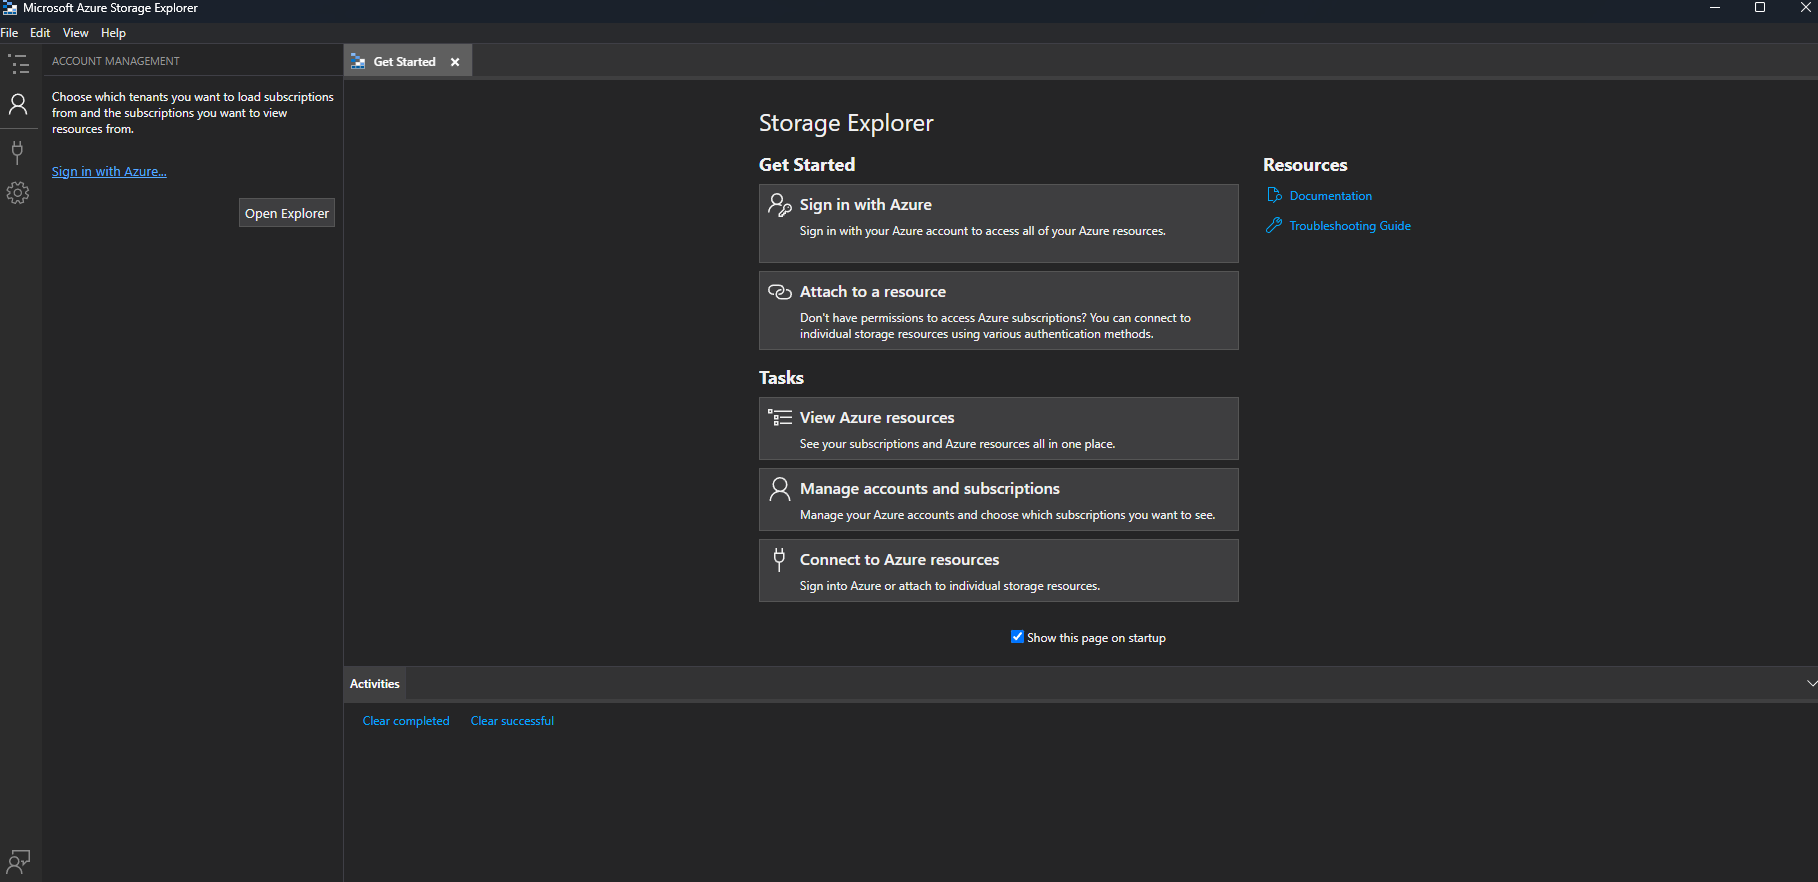 Microsoft Azure Storage Explorer
File Edit View Help
ACCOUNT MANAGEMENT
Choose which tenants you want to load subscriptions
from and the subscriptions you want to view
resources from.
Sign in with Azure...
Open Explorer
Get Started
Storage Explorer
Get Started
Sign in with Azure
Sign in with your Azure account to access all of your Azure resources.
Attach to a resource
Don't have permissions to access Azure subscriptions? You can connect to
individual storage resources using various authentication methods.
Tasks
View Azure resources
See your subscriptions and Azure resources all in one place.
Manage accounts and subscriptions
Manage your Azure accounts and choose which subscriptions you want to see.
Connect to Azure resources
Sign into Azure or attach to individual storage resources.
Show this page on startup
Resources
Documentation
Troubleshooting Guide
Activities
Clear completed Clear successful